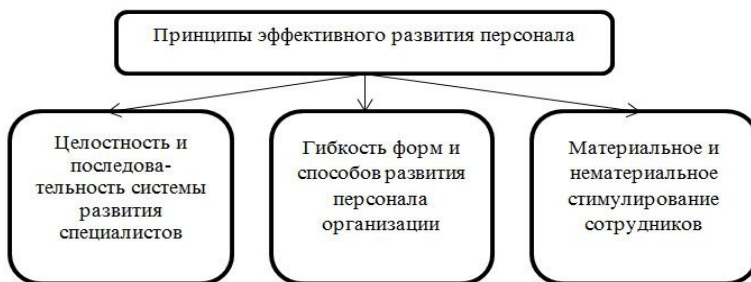 Принципы эффективного развития персонала
Целостность и
последова-
тельность системы
развития
специалистов
Гибкость форм и
способов развития
персонала
организации
Материальное и
нематериальное
стимулирование
сотрудников